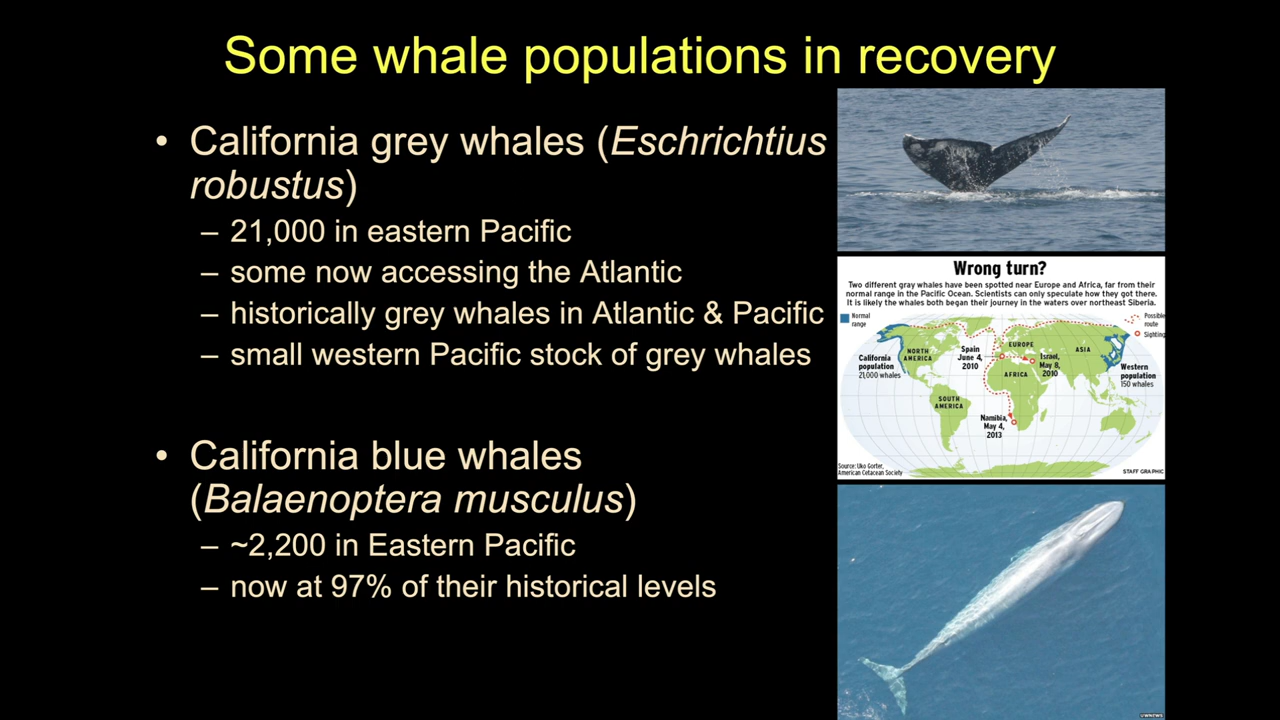 Some whale populations in recovery
• California grey whales (Eschrichtius
robustus)
– 21,000 in eastern Pacific
– some now accessing the Atlantic
– historically grey whales in Atlantic & Pacific
– small western Pacific stock of grey whales
• California blue whales
(Balaenoptera musculus)
– ~2,200 in Eastern Pacific
– now at 97% of their historical levels
Wrong turn?
Two different gray whales have been spotted near Europe and Africa, far from their
normal range in the Pacific Ocean. Scientists can only speculate how they got there.
It is likely the whales both began their journey in the waters over northeast Siberia.
Normal
range
Possible
route
Sighting
NORTH
AMERICA
California
population
21,000 whales
Spain
June 4,
2010
EUROPE
Israel,
May 8,
2010
ASIA
AFRICA
Western
population
150 whales
SOUTH
AMERICA
Namibia,
May 4,
2013
Source: Uko Gorter,
American Cetacean Society
STAFF GRAPHIC
UWNEWS